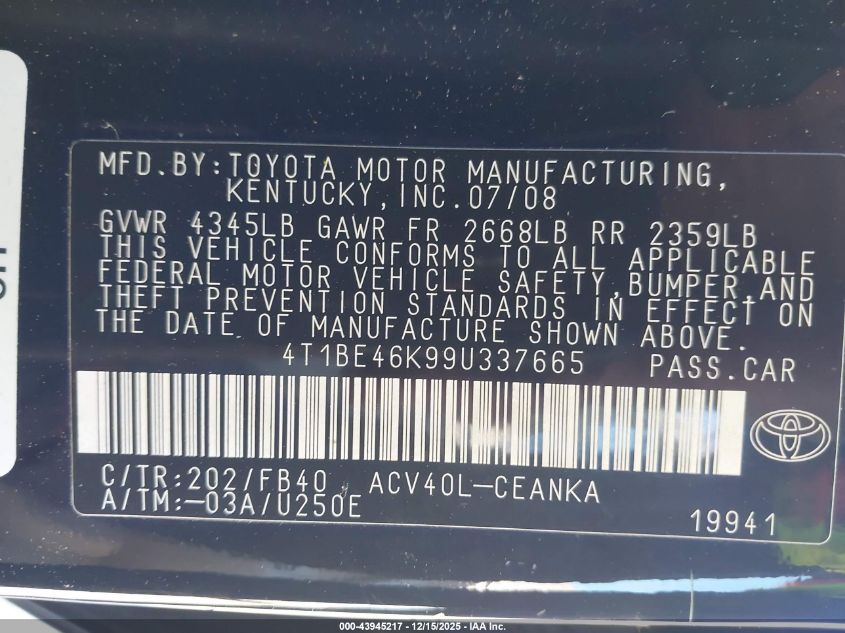 MFD.BY:TOYOTA MOTOR MANUFACTURING,
KENTUCKY,INC.07/08
GVWR 4345LB GAWR FR 2668LB RR 2359LB
THIS VEHICLE CONFORMS TO ALL APPLICABLE
FEDERAL MOTOR VEHICLE SAFETY,BUMPER,AND
THEFT PREVENTION STANDARDS IN EFFECT ON
THE DATE OF MANUFACTURE SHOWN ABOVE.
4T1BE46K99U337665 PASS.CAR
C/TR:202/FB40 ACV40L-CEANKA
A/TM:-03A/U250E
19941
000-43945217 - 12/15/2025 - IAA Inc.